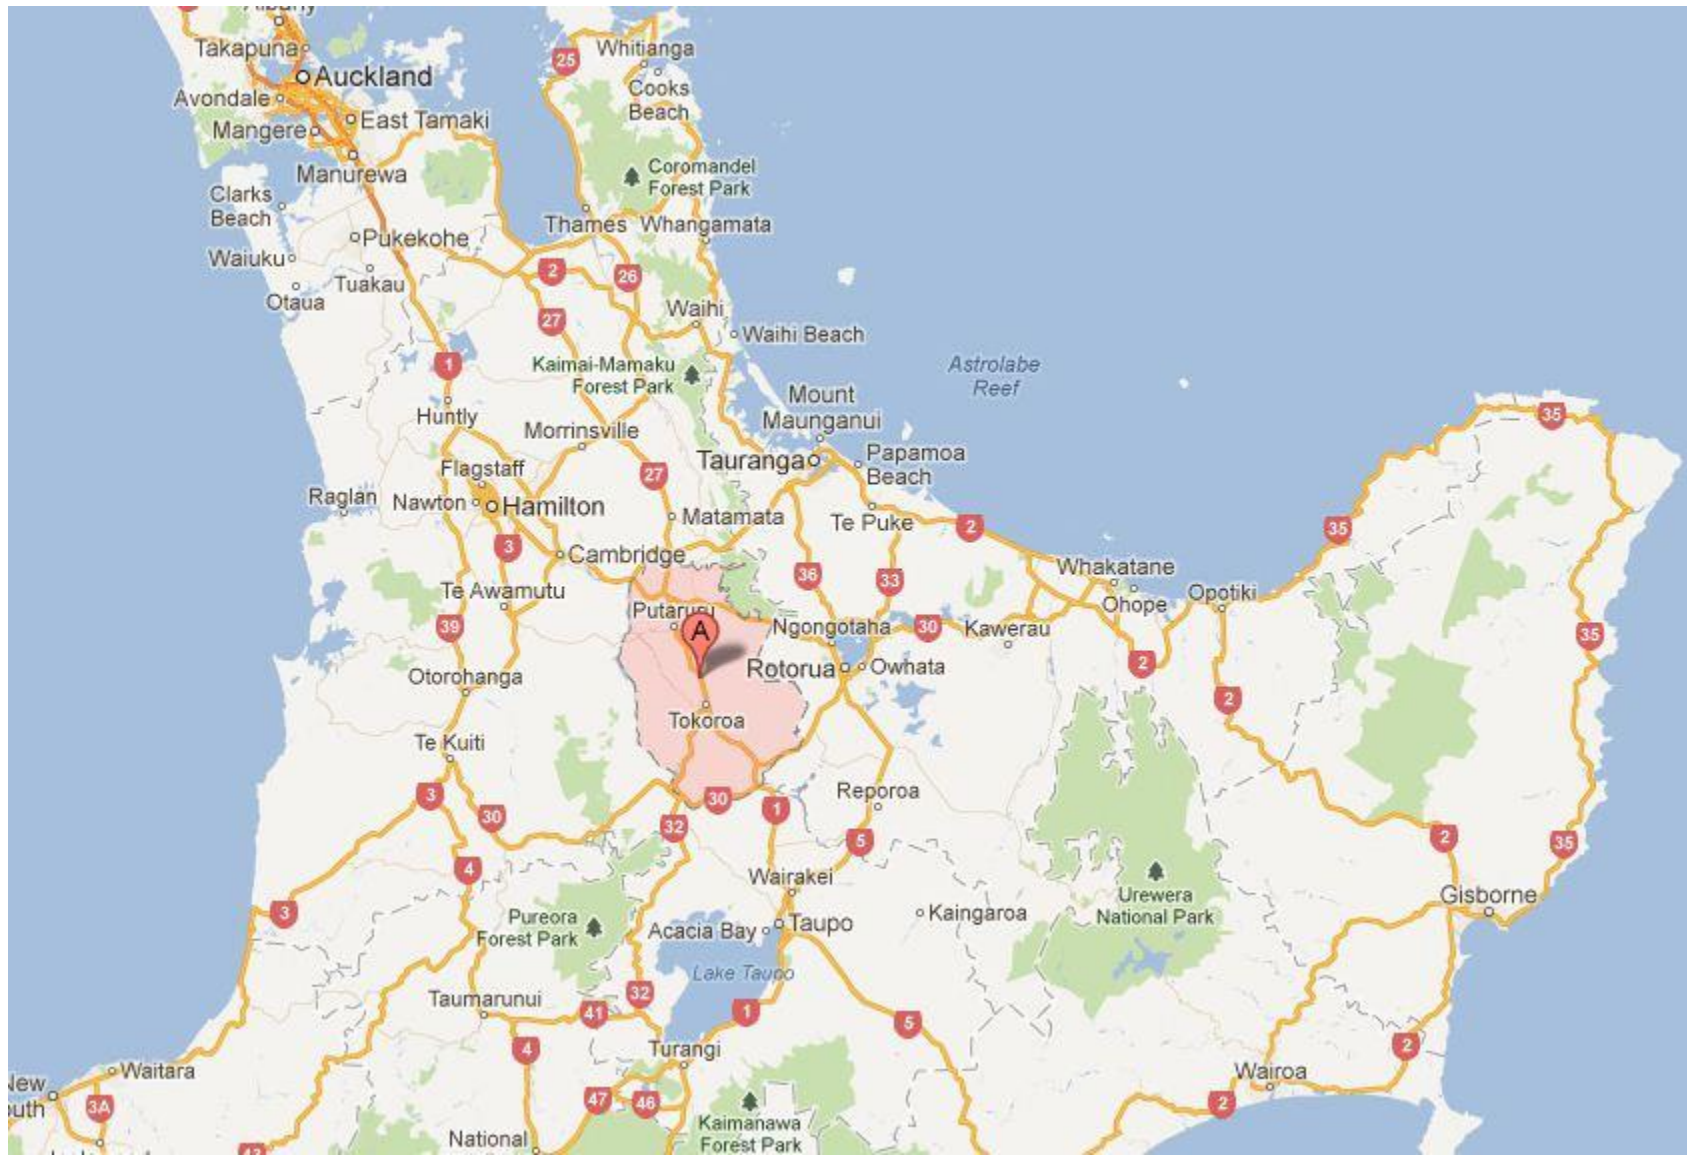 Albany
Takapuna
Auckland
Avondale
Mangere
East Tamaki
Manurewa
Clarks
Beach
Pukekohe
Waiuku
Tuakau
Otaua
25
Whitianga
Cooks
Beach
Coromandel
Forest Park
Thames
Whangamata
2
26
27
Waihi
Waihi Beach
1
Kaimai-Mamaku
Forest Park
Astrolabe
Reef
Huntly
Mount
Maunganui
Morrinsville
Tauranga
Papamoa
Beach
35
Flagstaff
27
Raglan
Nawton
Hamilton
Matamata
Te Puke
2
35
3
Cambridge
36
33
Whakatane
Te Awamutu
Ohope
Opotiki
Putaruru
39
A
Ngongotaha
30
Kawerau
35
Rotorua
Owhata
2
Otorohanga
2
Tokoroa
Te Kuiti
3
30
30
1
Reporoa
32
5
2
35
4
Wairakei
Urewera
National Park
Gisborne
3
Pureora
Forest Park
Acacia Bay
Taupo
Kaingaroa
Lake Taupo
Taumarunui
32
41
1
5
4
Turangi
2
New
outh
Waitara
3A
47
46
Wairoa
2
Kaimanawa
Forest Park
National